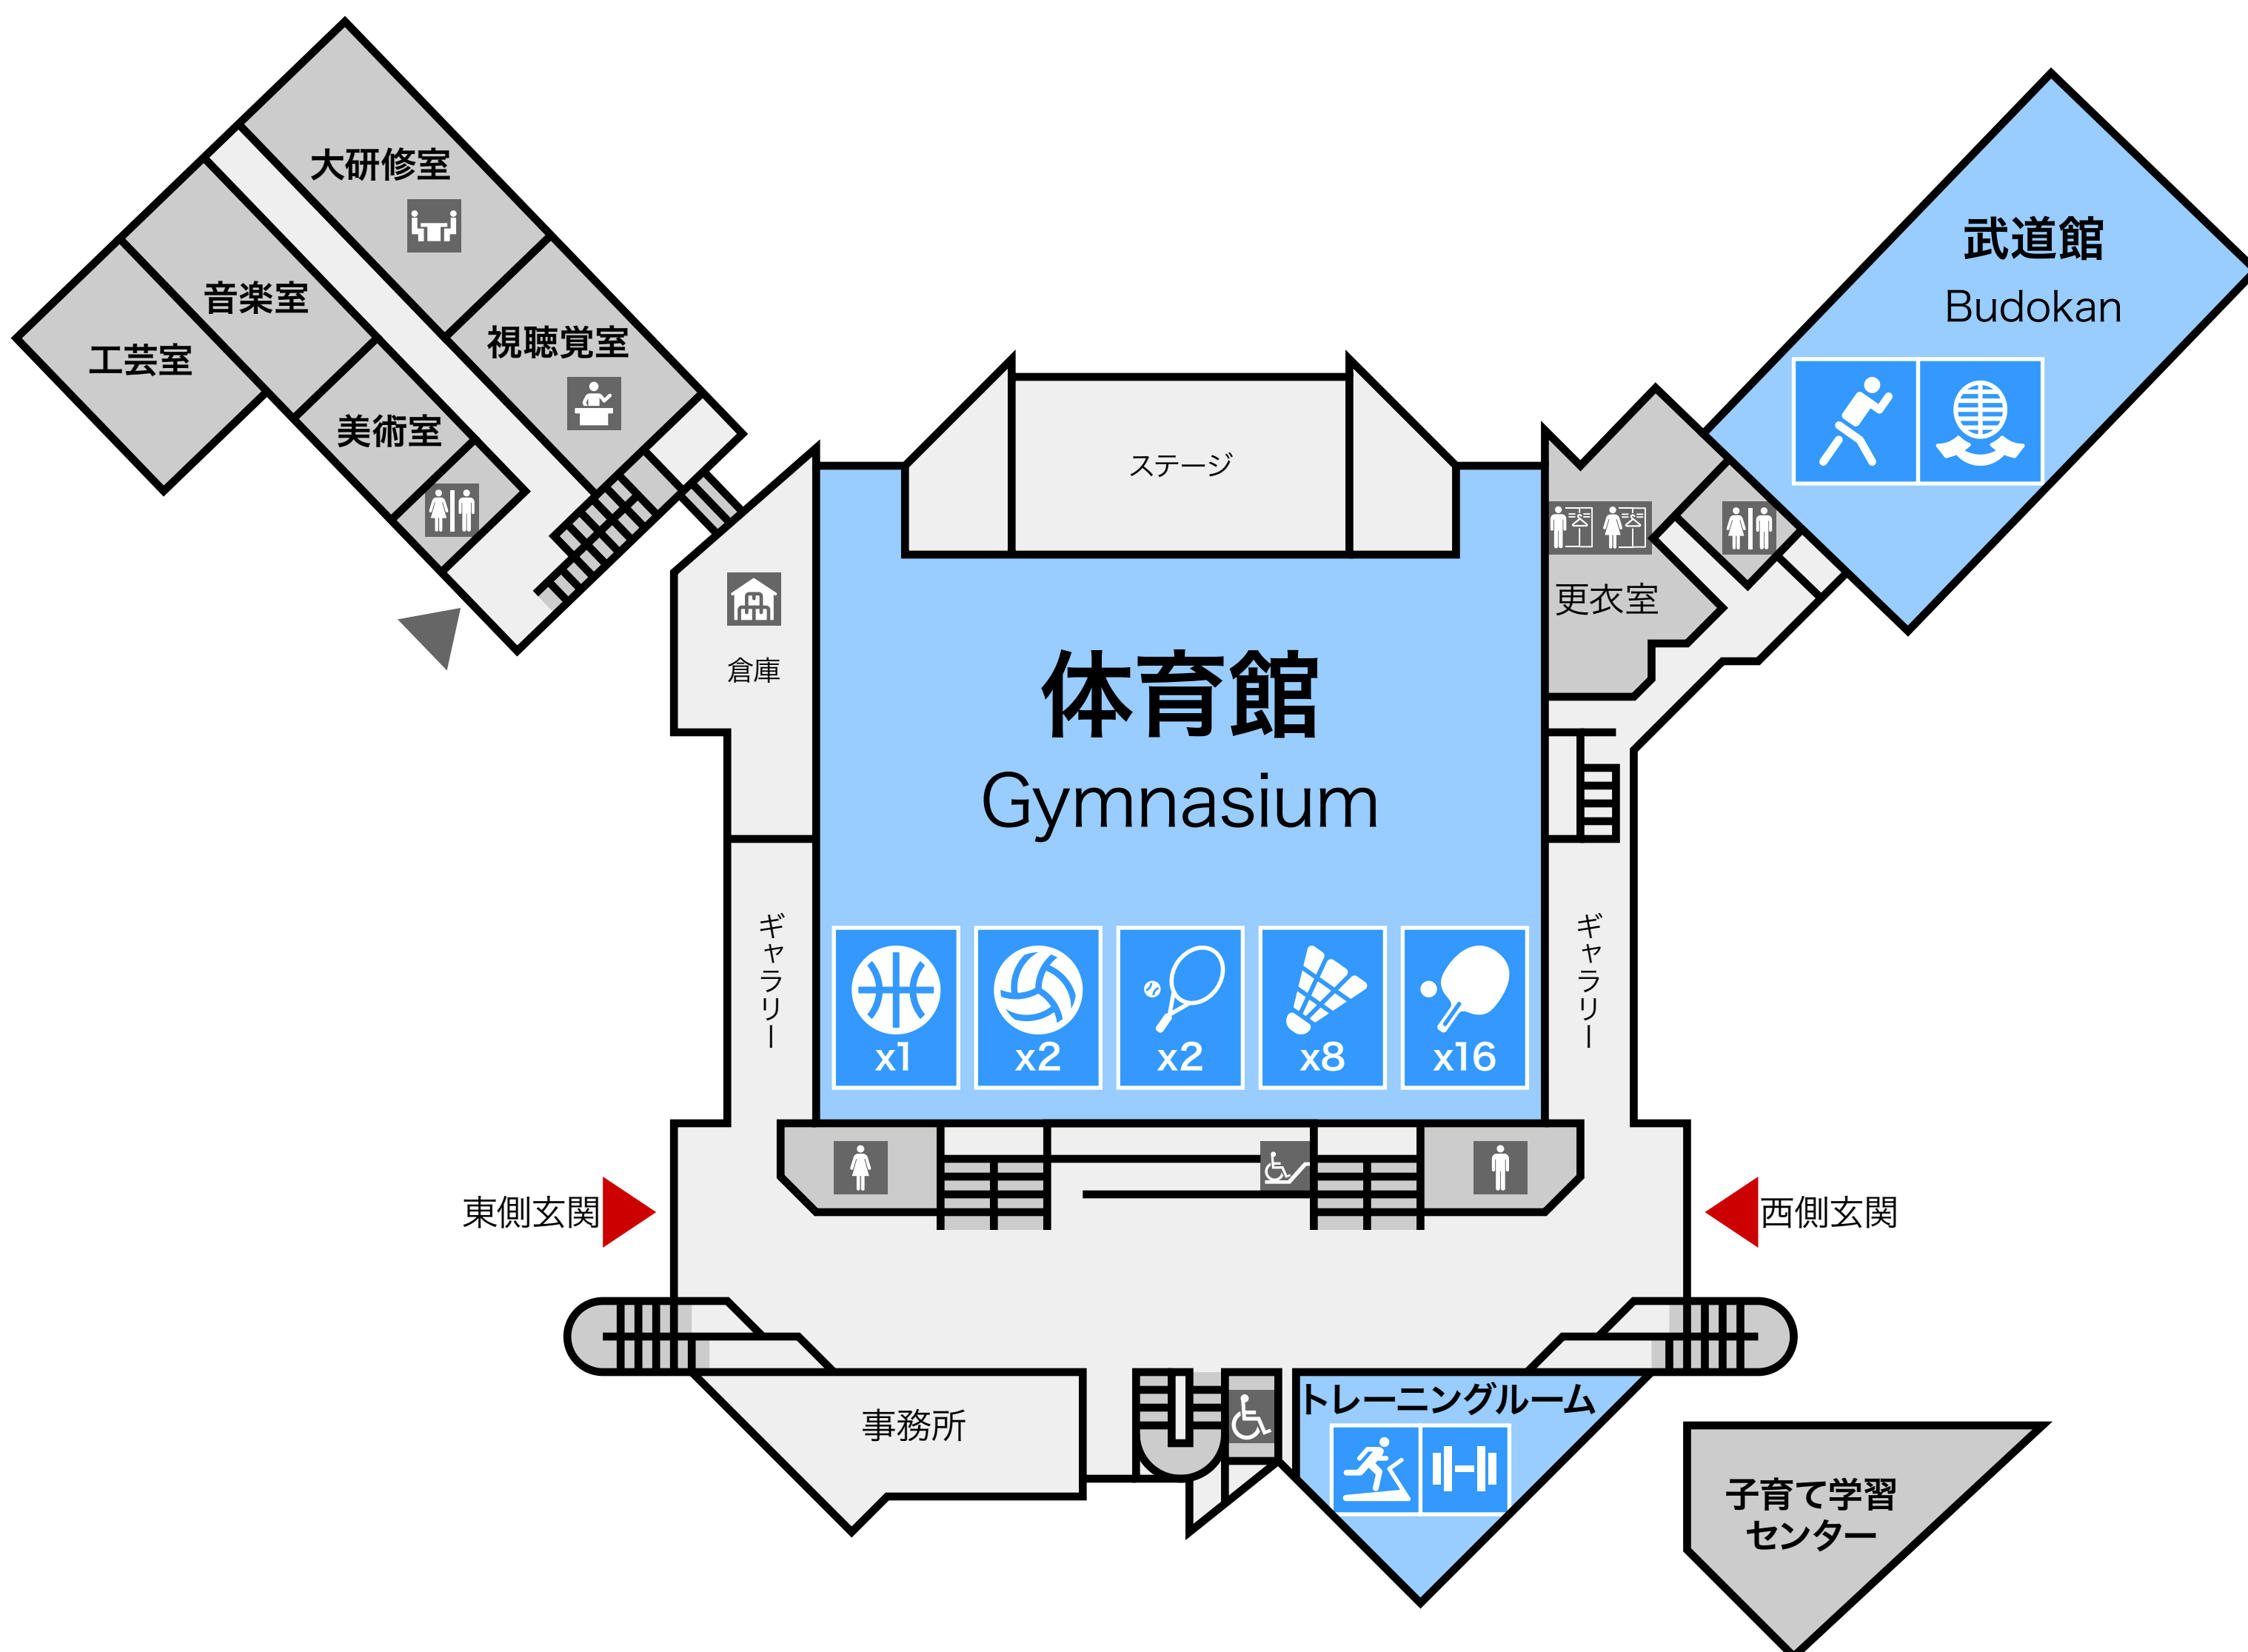 大研修室
音楽室
工芸室
視聴覚室
美術室
武道館
Budokan
ステージ
更衣室
倉庫
体育館
Gymnasium
ギャラリー
ギャラリー
x1
x2
x2
x8
x16
東側玄関
西側玄関
事務所
トレーニングルーム
子育て学習
センター